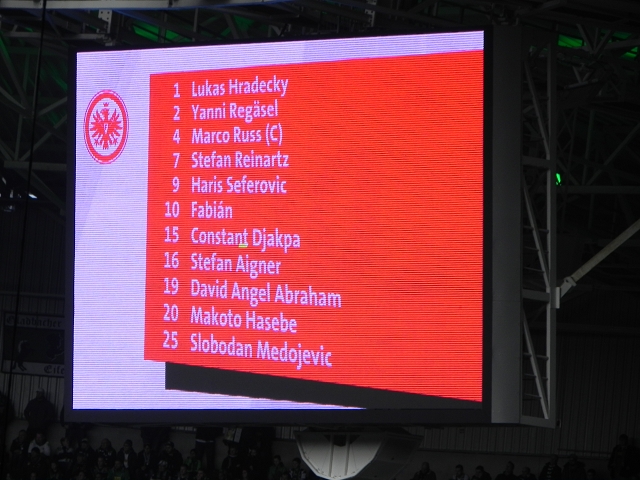 1 Lukas Hradecky
2 Yanni Regäsel
4 Marco Russ (C)
7 Stefan Reinartz
9 Haris Seferovic
10 Fabián
15 Constant Djakpa
16 Stefan Aigner
19 David Angel Abraham
20 Makoto Hasebe
25 Slobodan Medojevic